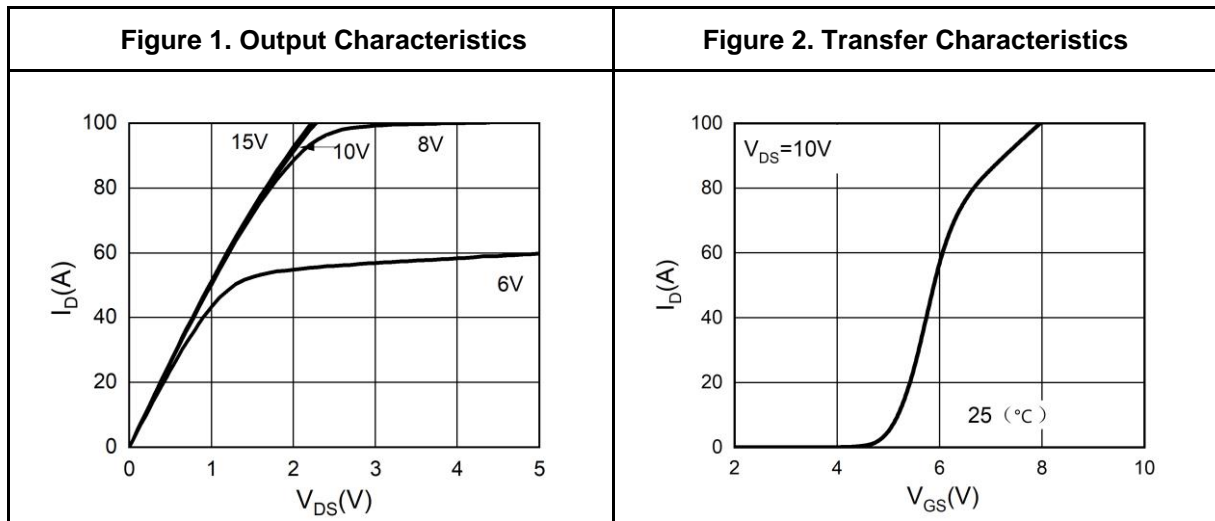 Figure 1. Output Characteristics
Figure 2. Transfer Characteristics
100
80
60
40
20
0
0
1
2
3
4
5
15V
10V
8V
6V
I_D(A)
V_DS(V)
100
80
60
40
20
0
2
4
6
8
10
V_DS=10V
25（℃）
I_D(A)
V_GS(V)